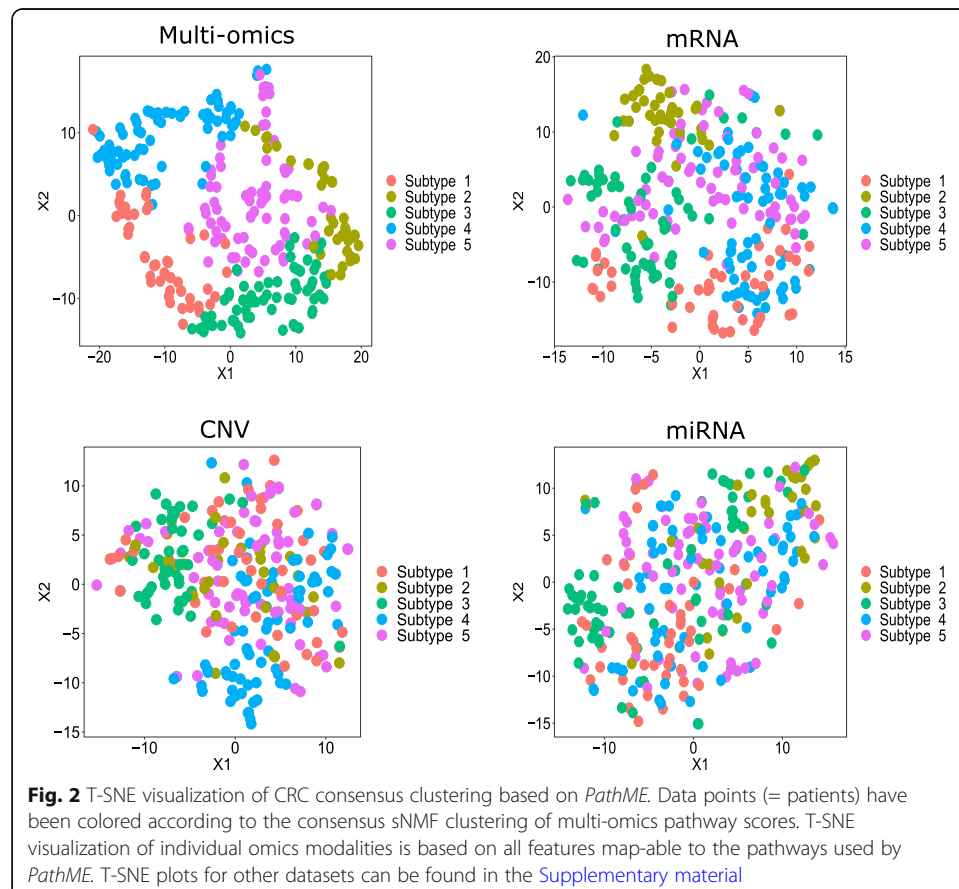 Multi-omics
20
10
0
−10
X2
−20
−10
0
10
20
X1
Subtype 1
Subtype 2
Subtype 3
Subtype 4
Subtype 5
mRNA
20
10
0
−10
X2
−15
−10
−5
0
5
10
15
X1
Subtype 1
Subtype 2
Subtype 3
Subtype 4
Subtype 5
CNV
10
5
0
−5
−10
−15
X2
−10
0
10
X1
Subtype 1
Subtype 2
Subtype 3
Subtype 4
Subtype 5
miRNA
10
5
0
−5
−10
−15
X2
−10
0
10
X1
Subtype 1
Subtype 2
Subtype 3
Subtype 4
Subtype 5
Fig. 2 T-SNE visualization of CRC consensus clustering based on PathME. Data points (= patients) have
been colored according to the consensus sNMF clustering of multi-omics pathway scores. T-SNE
visualization of individual omics modalities is based on all features map-able to the pathways used by
PathME. T-SNE plots for other datasets can be found in the Supplementary material